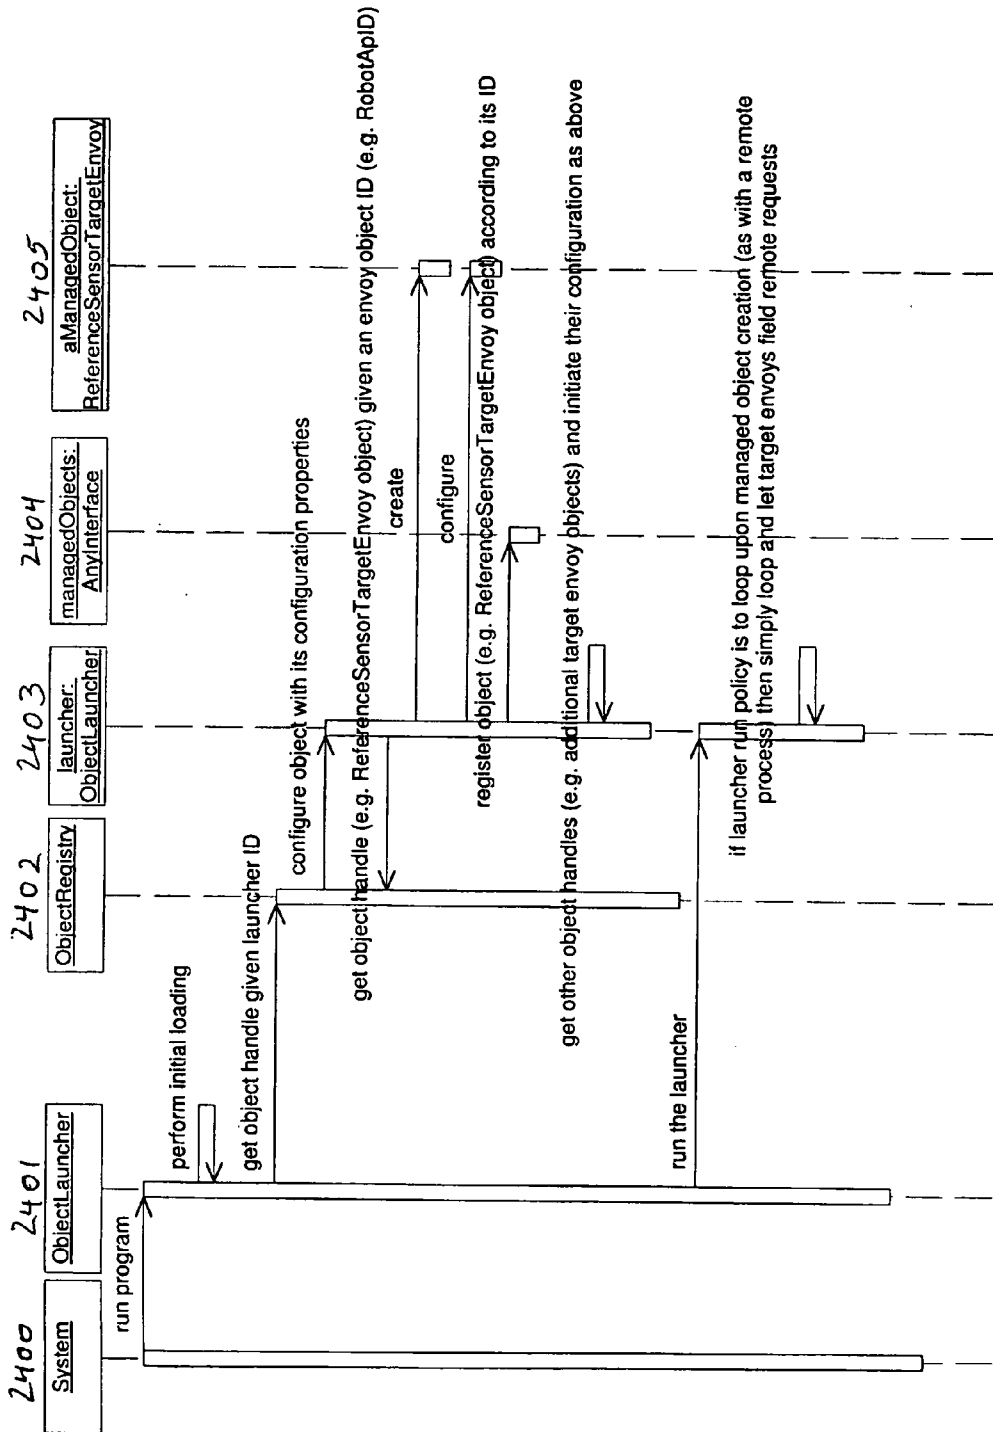 2400
System
2401
ObjectLauncher
2402
ObjectRegistry
2403
launcher:
ObjectLauncher
2404
managedObjects:
AnyInterface
2405
aManagedObject:
ReferenceSensorTargetEnvoy
run program
perform initial loading
get object handle given launcher ID
configure object with its configuration properties
get object handle (e.g. ReferenceSensorTargetEnvoy object) given an envoy object ID (e.g. RobotApID)
create
configure
register object (e.g. ReferenceSensorTargetEnvoy object) according to its ID
get other object handles (e.g. additional target envoy objects) and initiate their configuration as above
run the launcher
if launcher run policy is to loop upon managed object creation (as with a remote
process) then simply loop and let target envoys field remote requests